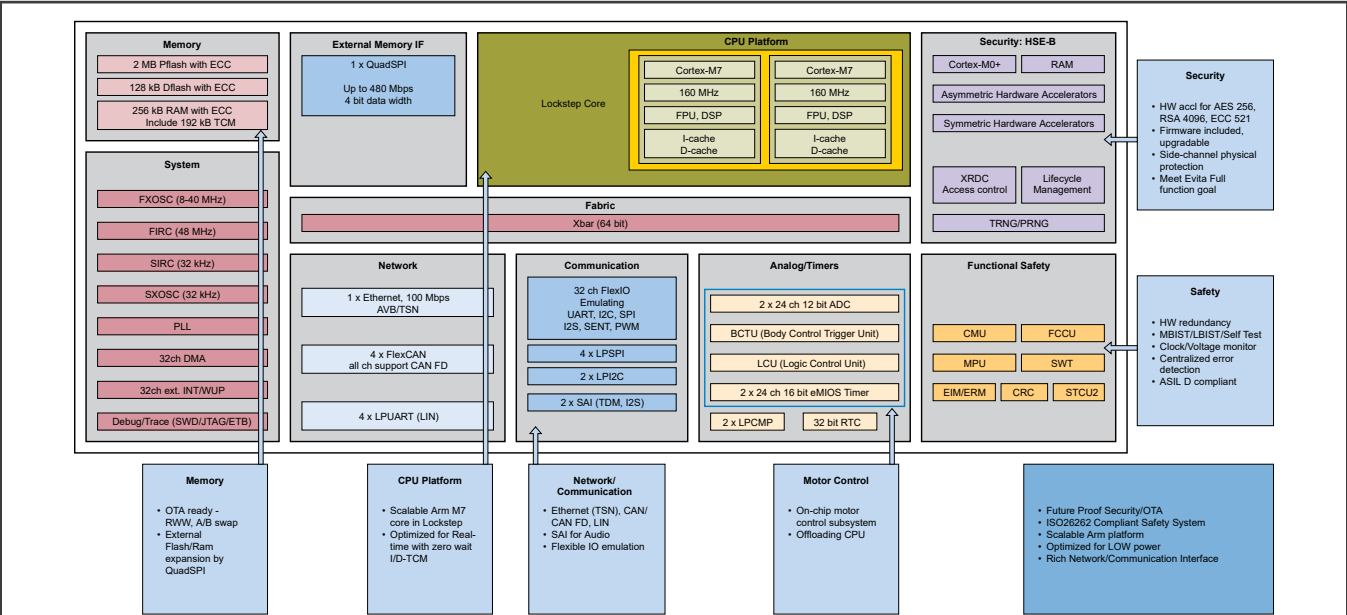 Memory
2 MB Pflash with ECC
128 kB Dflash with ECC
256 kB RAM with ECC
Include 192 kB TCM
System
FXOSC (8-40 MHz)
FIRC (48 MHz)
SIRC (32 kHz)
SXOSC (32 kHz)
PLL
32ch DMA
32ch ext. INT/WUP
Debug/Trace (SWD/JTAG/ETB)
External Memory IF
1 x QuadSPI
Up to 480 Mbps
4 bit data width
CPU Platform
Lockstep Core
Cortex-M7
160 MHz
FPU, DSP
I-cache
D-cache
Cortex-M7
160 MHz
FPU, DSP
I-cache
D-cache
Fabric
Xbar (64 bit)
Network
1 x Ethernet, 100 Mbps
AVB/TSN
4 x FlexCAN
all ch support CAN FD
4 x LPUART (LIN)
Communication
32 ch FlexIO
Emulating
UART, I2C, SPI
I2S, SENT, PWM
4 x LPSPI
2 x LPI2C
2 x SAI (TDM, I2S)
Analog/Timers
2 x 24 ch 12 bit ADC
BCTU (Body Control Trigger Unit)
LCU (Logic Control Unit)
2 x 24 ch 16 bit eMIOS Timer
2 x LPCMP
32 bit RTC
Security: HSE-B
Cortex-M0+
RAM
Asymmetric Hardware Accelerators
Symmetric Hardware Accelerators
XRDC
Access control
Lifecycle
Management
TRNG/PRNG
Functional Safety
CMU
FCCU
MPU
SWT
EIM/ERM
CRC
STCU2
Security
• HW accl for AES 256,
RSA 4096, ECC 521
• Firmware included,
upgradable
• Side-channel physical
protection
• Meet Evita Full
function goal
Safety
• HW redundancy
• MBIST/LBIST/Self Test
• Clock/Voltage monitor
• Centralized error
detection
• ASIL D compliant
Memory
• OTA ready -
RWW, A/B swap
• External
Flash/Ram
expansion by
QuadSPI
CPU Platform
• Scalable Arm M7
core in Lockstep
• Optimized for Real-
time with zero wait
I/D-TCM
Network/
Communication
• Ethernet (TSN), CAN/
CAN FD, LIN
• SAI for Audio
• Flexible IO emulation
Motor Control
• On-chip motor
control subsystem
• Offloading CPU
• Future Proof Security/OTA
• ISO26262 Compliant Safety System
• Scalable Arm platform
• Optimized for LOW power
• Rich Network/Communication Interface